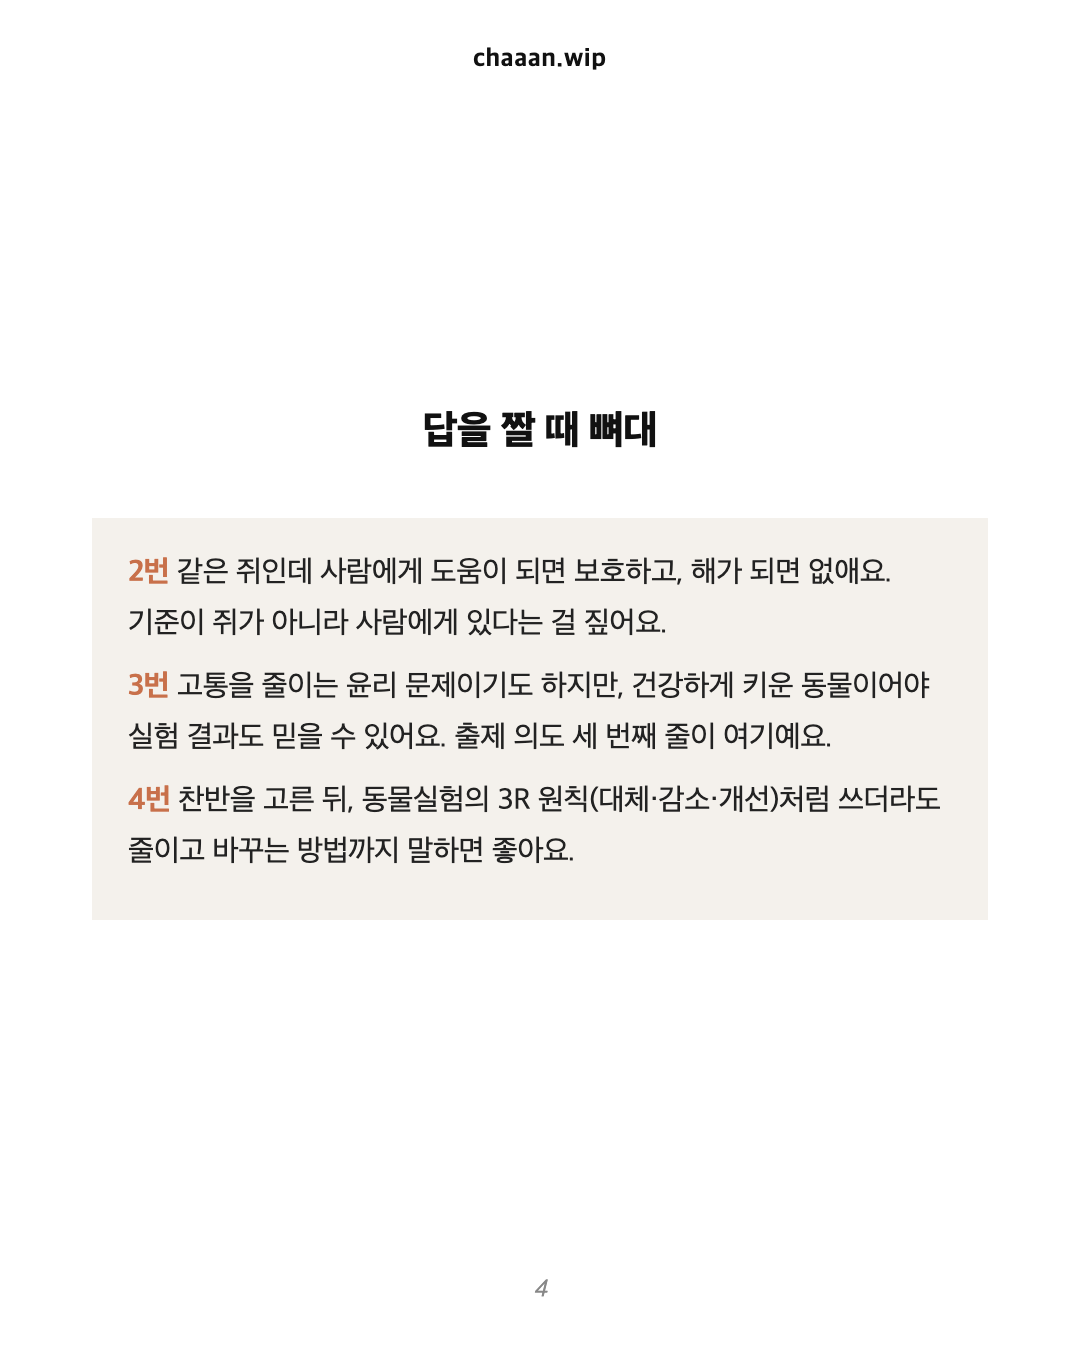 chaaan.wip
답을 짤 때 뼈대
2번 같은 쥐인데 사람에게 도움이 되면 보호하고, 해가 되면 없애요.
기준이 쥐가 아니라 사람에게 있다는 걸 짚어요.
3번 고통을 줄이는 윤리 문제이기도 하지만, 건강하게 키운 동물이어야
실험 결과도 믿을 수 있어요. 출제 의도 세 번째 줄이 여기예요.
4번 찬반을 고른 뒤, 동물실험의 3R 원칙(대체·감소·개선)처럼 쓰더라도
줄이고 바꾸는 방법까지 말하면 좋아요.
4